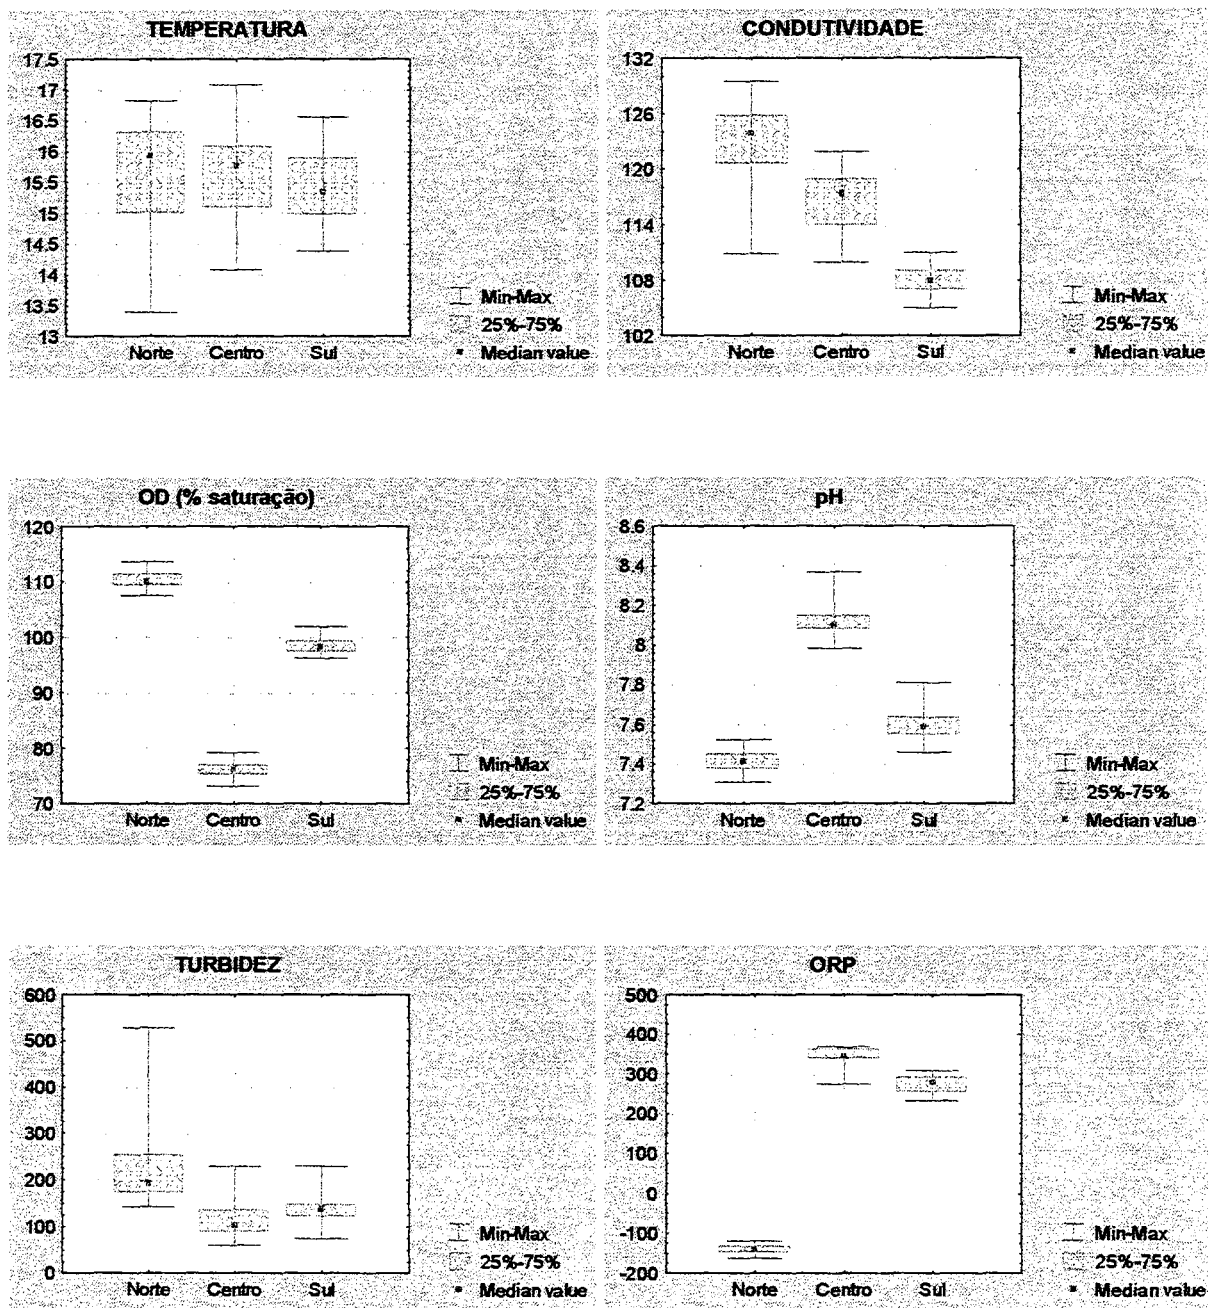 TEMPERATURA
17.5
17
16.5
16
15.5
15
14.5
14
13.5
13
Norte Centro Sul
Min-Max
25%-75%
Median value
CONDUTIVIDADE
132
126
120
114
108
102
Norte Centro Sul
Min-Max
25%-75%
Median value
OD (% saturação)
120
110
100
90
80
70
Norte Centro Sul
Min-Max
25%-75%
Median value
pH
8.6
8.4
8.2
8
7.8
7.6
7.4
7.2
Norte Centro Sul
Min-Max
25%-75%
Median value
TURBIDEZ
600
500
400
300
200
100
0
Norte Centro Sul
Min-Max
25%-75%
Median value
ORP
500
400
300
200
100
0
-100
-200
Norte Centro Sul
Min-Max
25%-75%
Median value